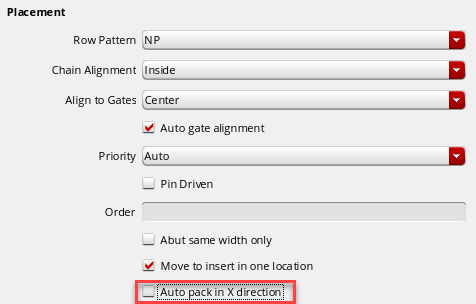 Placement
Row Pattern NP
Chain Alignment Inside
Align to Gates Center
Auto gate alignment
Priority Auto
Pin Driven
Order
Abut same width only
Move to insert in one location
Auto pack in X direction